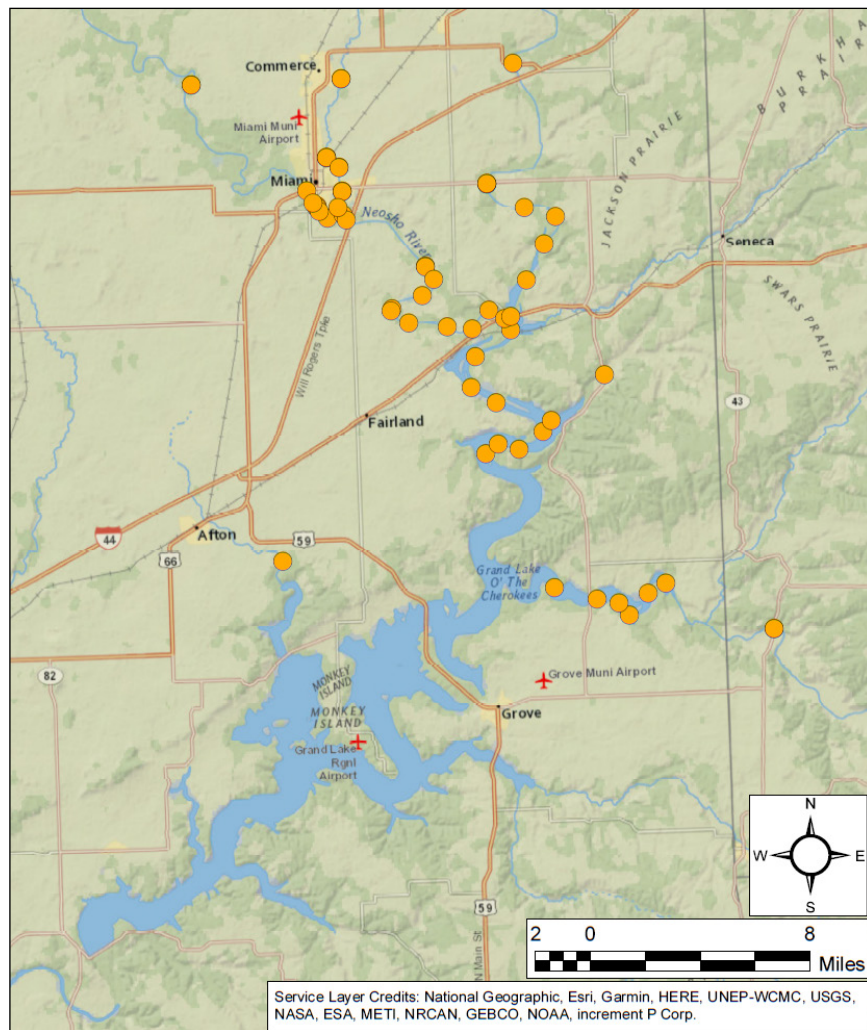 BURKHA
PRAIRI
Commerce
Miami Muni
Airport
JACKSON PRAIRIE
Miami
Neosho River
Seneca
SWARS PRAIRIE
Will Rogers Tpke
43
Fairland
44
Afton
59
66
Grand Lake
O' The
Cherokees
82
MONKEY
ISLAND
Grove Muni Airport
MONKEY
ISLAND
Grove
Grand Lake
Rgnl
Airport
N
W E
S
59
N Main St
2 0 8
Miles
Service Layer Credits: National Geographic, Esri, Garmin, HERE, UNEP-WCMC, USGS,
NASA, ESA, METI, NRCAN, GEBCO, NOAA, increment P Corp.